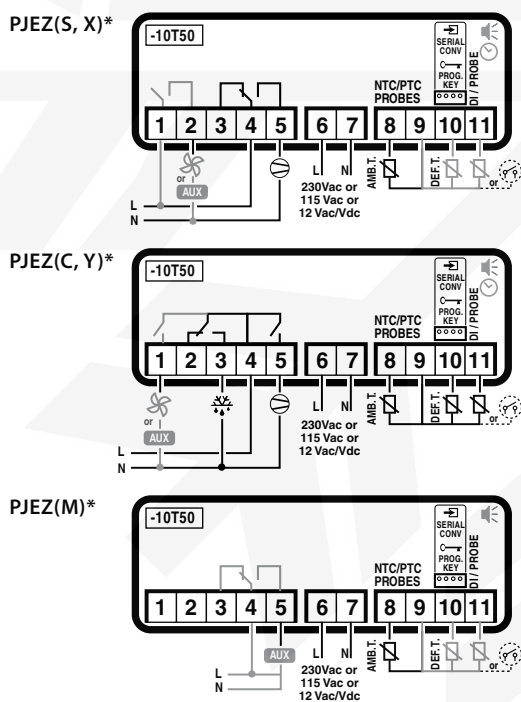 PJEZ(S, X)*
-10T50
SERIAL
CONV
PROG.
KEY
DI / PROBE
NTC/PTC
PROBES
1 2 3 4 5 6 7 8 9 10 11
or
AUX
L
N
L N
230Vac or
115 Vac or
12 Vac/Vdc
AMB.T.
DEF.T.
or
PJEZ(C, Y)*
-10T50
SERIAL
CONV
PROG.
KEY
DI / PROBE
NTC/PTC
PROBES
1 2 3 4 5 6 7 8 9 10 11
or
AUX
L
N
L N
230Vac or
115 Vac or
12 Vac/Vdc
AMB.T.
DEF.T.
or
PJEZ(M)*
-10T50
SERIAL
CONV
PROG.
KEY
DI / PROBE
NTC/PTC
PROBES
1 2 3 4 5 6 7 8 9 10 11
AUX
L
N
L N
230Vac or
115 Vac or
12 Vac/Vdc
AMB.T.
DEF.T.
or